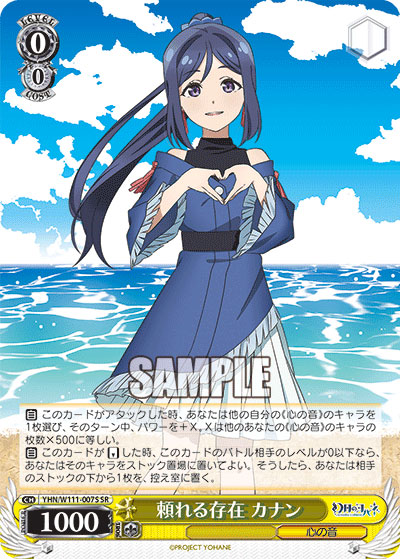 LEVEL
0
0
COST
SAMPLE
自 このカードがアタックした時、あなたは他の自分の《心の音》のキャラを
1枚選び、そのターン中、パワーを＋X。Xは他のあなたの《心の音》のキャラの
枚数×500に等しい。
自 このカードが［］した時、このカードのバトル相手のレベルが0以下なら、
あなたはそのキャラをストック置場に置いてよい。そうしたら、あなたは相手の
ストックの下から1枚を、控え室に置く。
CH YHN/W111-007SSR
1000
頼れる存在 カナン
幻日のヨハネ
心の音
©PROJECT YOHANE